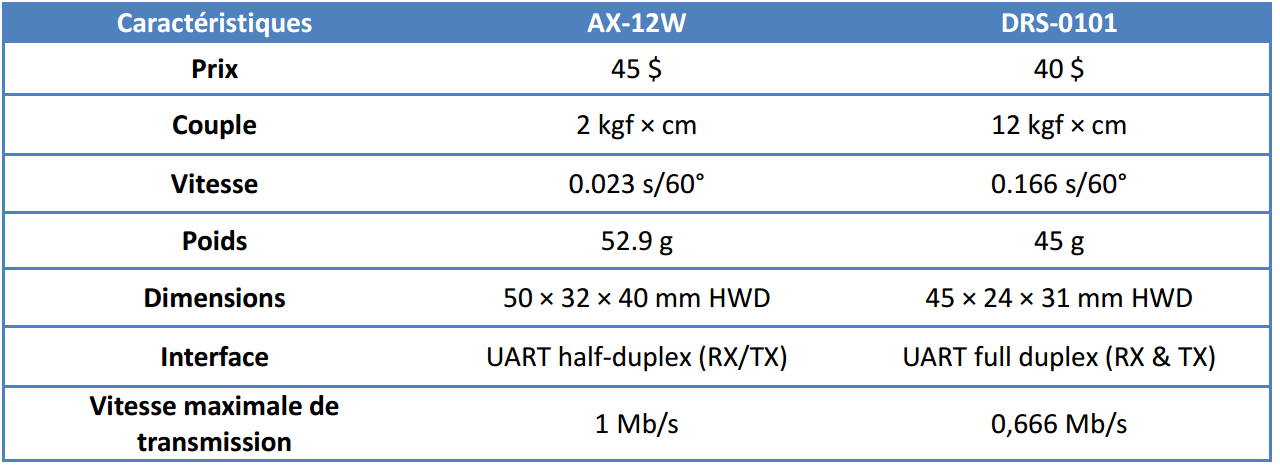 Caractéristiques AX-12W DRS-0101
Prix 45 $ 40 $
Couple 2 kgf × cm 12 kgf × cm
Vitesse 0.023 s/60° 0.166 s/60°
Poids 52.9 g 45 g
Dimensions 50 × 32 × 40 mm HWD 45 × 24 × 31 mm HWD
Interface UART half-duplex (RX/TX) UART full duplex (RX & TX)
Vitesse maximale de
transmission 1 Mb/s 0,666 Mb/s